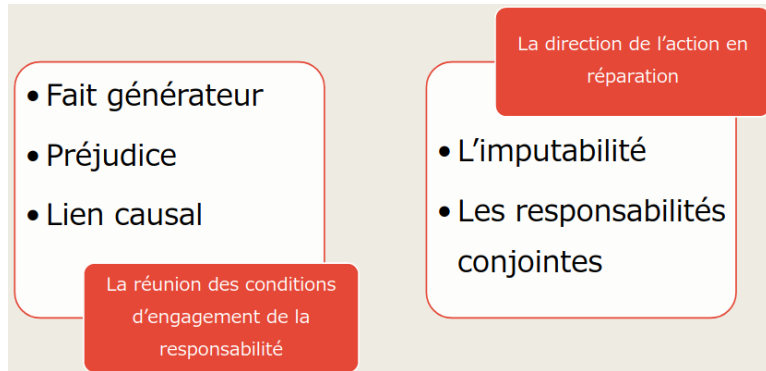 • Fait générateur
• Préjudice
• Lien causal
La réunion des conditions
d’engagement de la
responsabilité
La direction de l’action en
réparation
• L’imputabilité
• Les responsabilités
conjointes